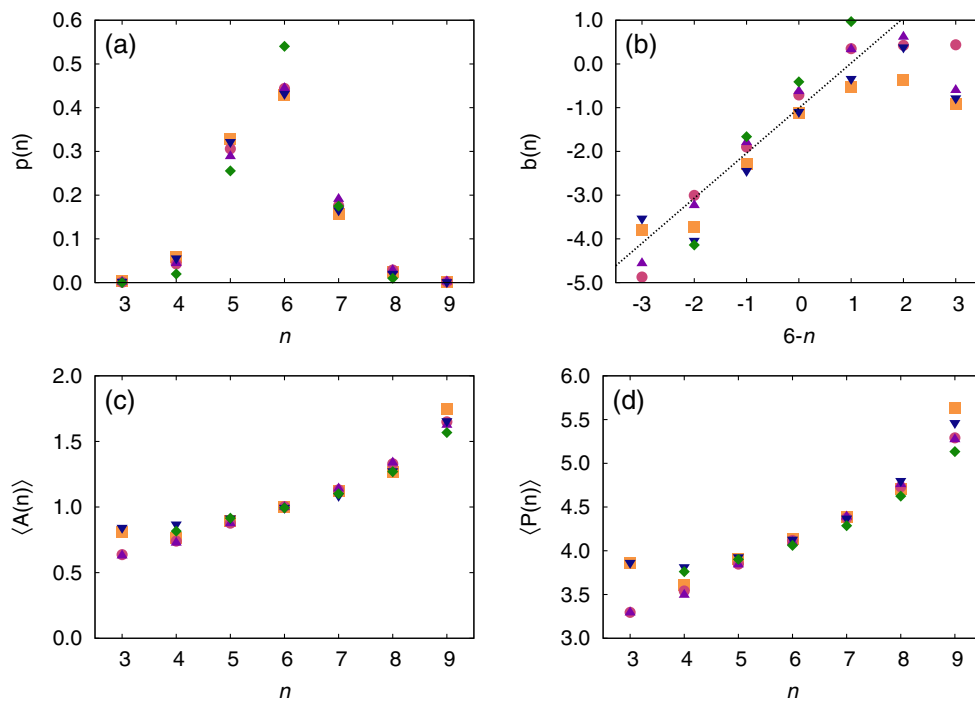 (a)
p(n)
0.6
0.5
0.4
0.3
0.2
0.1
0.0
3 4 5 6 7 8 9
n
(b)
b(n)
1.0
0.0
-1.0
-2.0
-3.0
-4.0
-5.0
-3 -2 -1 0 1 2 3
6-n
(c)
⟨A(n)⟩
2.0
1.5
1.0
0.5
0.0
3 4 5 6 7 8 9
n
(d)
⟨P(n)⟩
6.0
5.5
5.0
4.5
4.0
3.5
3.0
3 4 5 6 7 8 9
n